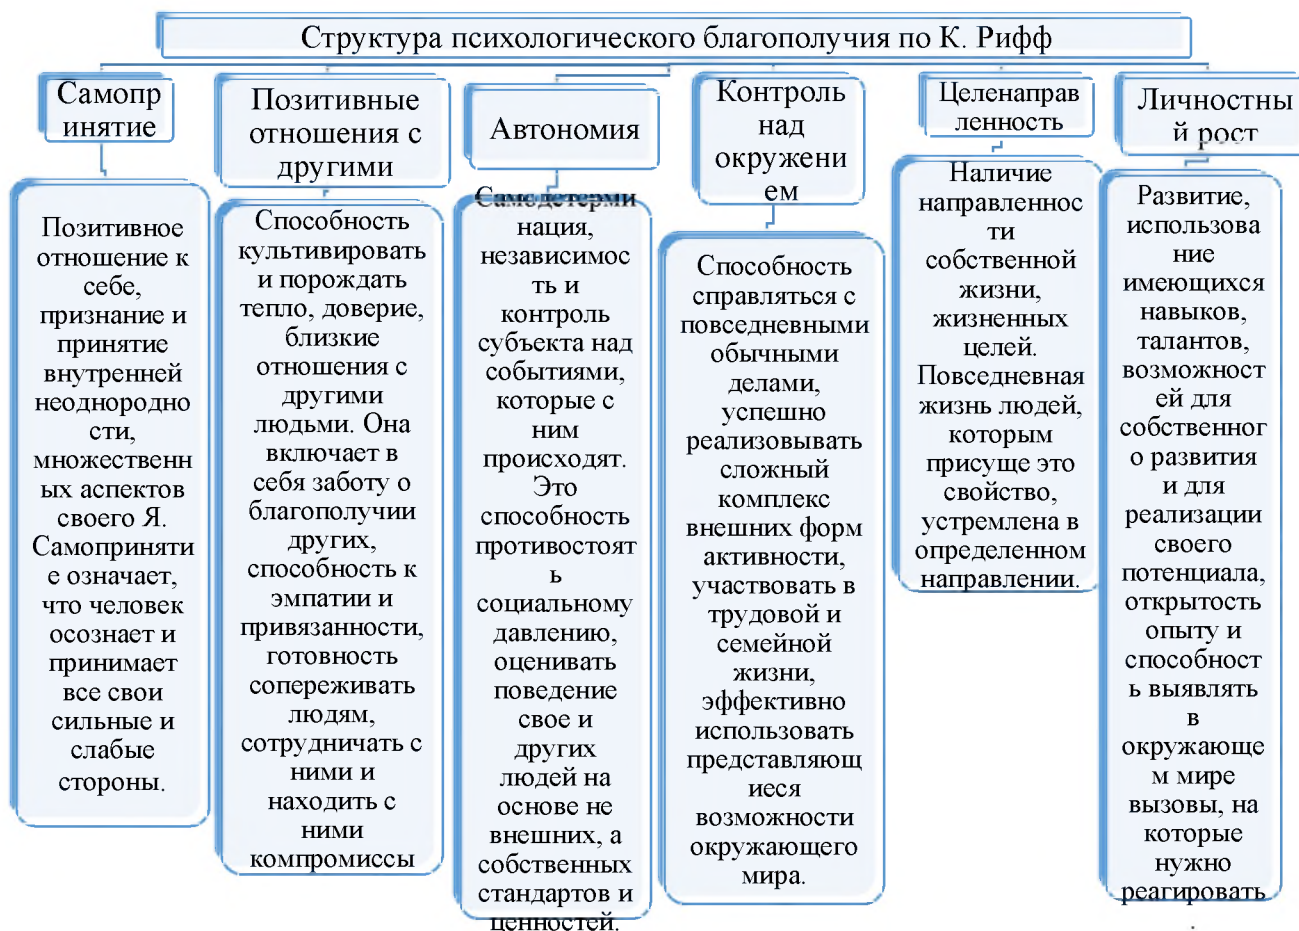 Структура психологического благополучия по К. Рифф
Самопр
инятие
Позитивное
отношение к
себе,
признание и
принятие
внутренней
неоднородно
сти,
множественн
ых аспектов
своего Я.
Самоприняти
е означает,
что человек
осознает и
принимает
все свои
сильные и
слабые
стороны.
Позитивные
отношения с
другими
Способность
культивировать
и порождать
тепло, доверие,
близкие
отношения с
другими
людьми. Она
включает в
себя заботу о
благополучии
других,
способность к
эмпатии и
привязанности,
готовность
сопереживать
людям,
сотрудничать с
ними и
находить с
ними
компромиссы
Автономия
Самодетерми
нация,
независимос
ть и
контроль
субъекта над
событиями,
которые с
ним
происходят.
Это
способность
противостоят
ь
социальному
давлению,
оценивать
поведение
свое и
других
людей на
основе не
внешних, а
собственных
стандартов и
ценностей.
Контроль
над
окружени
ем
Способность
справляться с
повседневными
обычными
делами,
успешно
реализовывать
сложный
комплекс
внешних форм
активности,
участвовать в
трудовой и
семейной
жизни,
эффективно
использовать
представляющ
иеся
возможности
окружающего
мира.
Целенаправ
ленность
Наличие
направленнос
ти
собственной
жизни,
жизненных
целей.
Повседневная
жизнь людей,
которым
присуще это
свойство,
устремлена в
определенном
направлении.
Личностны
й рост
Развитие,
использова
ние
имеющихся
навыков,
талантов,
возможност
ей для
собственног
о развития
и для
реализации
своего
потенциала,
открытость
опыту и
способност
ь выявлять
в
окружающе
м мире
вызовы, на
которые
нужно
реагировать
.